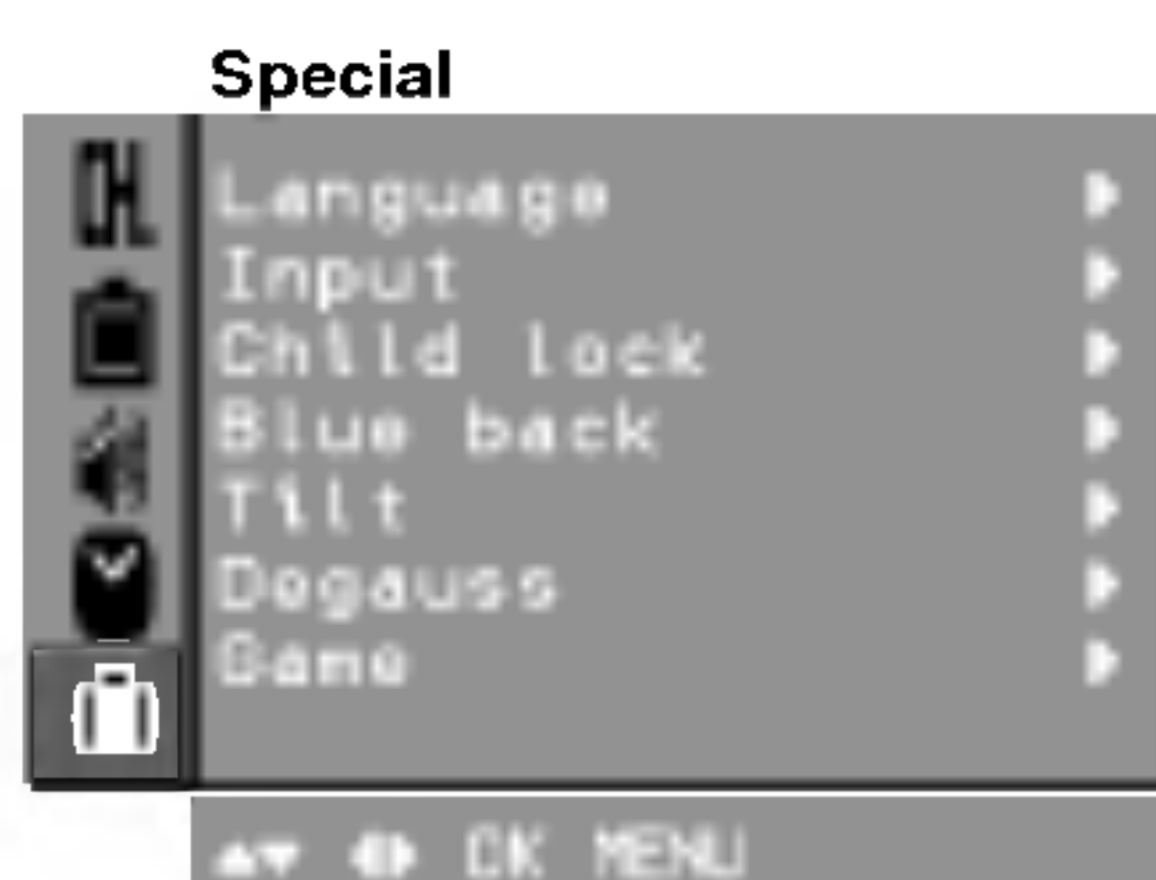 Special
Language
Input
Child lock
Blue back
Tilt
Degauss
Game
OK MENU